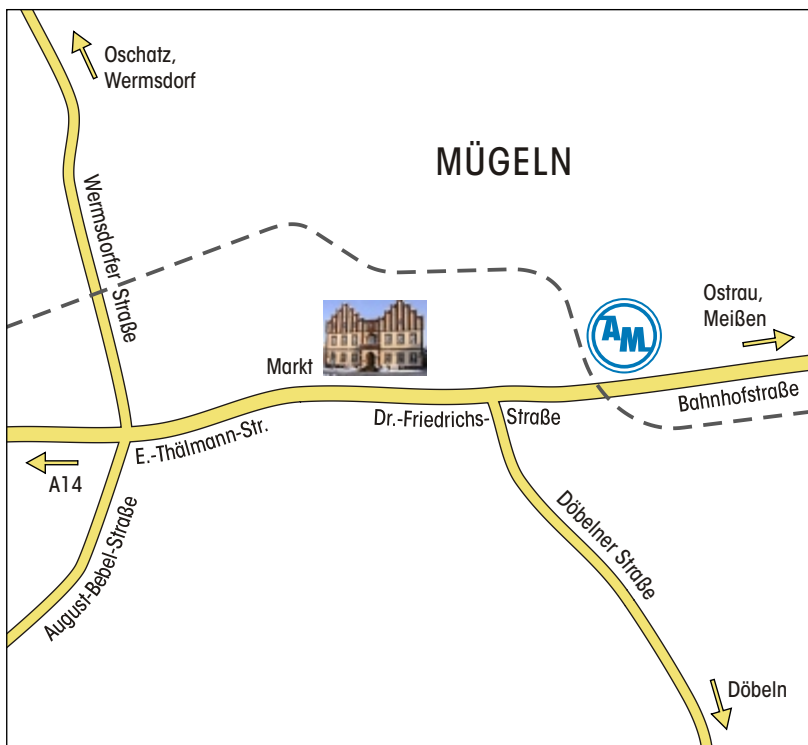 Oschatz,
Wermsdorf
MÜGELN
Wermsdorfer Straße
AM
Ostrau,
Meißen
Markt
Bahnhofstraße
Dr.-Friedrichs- Straße
E.-Thälmann-Str.
A14
August-Bebel-Straße
Döbelner Straße
Döbeln